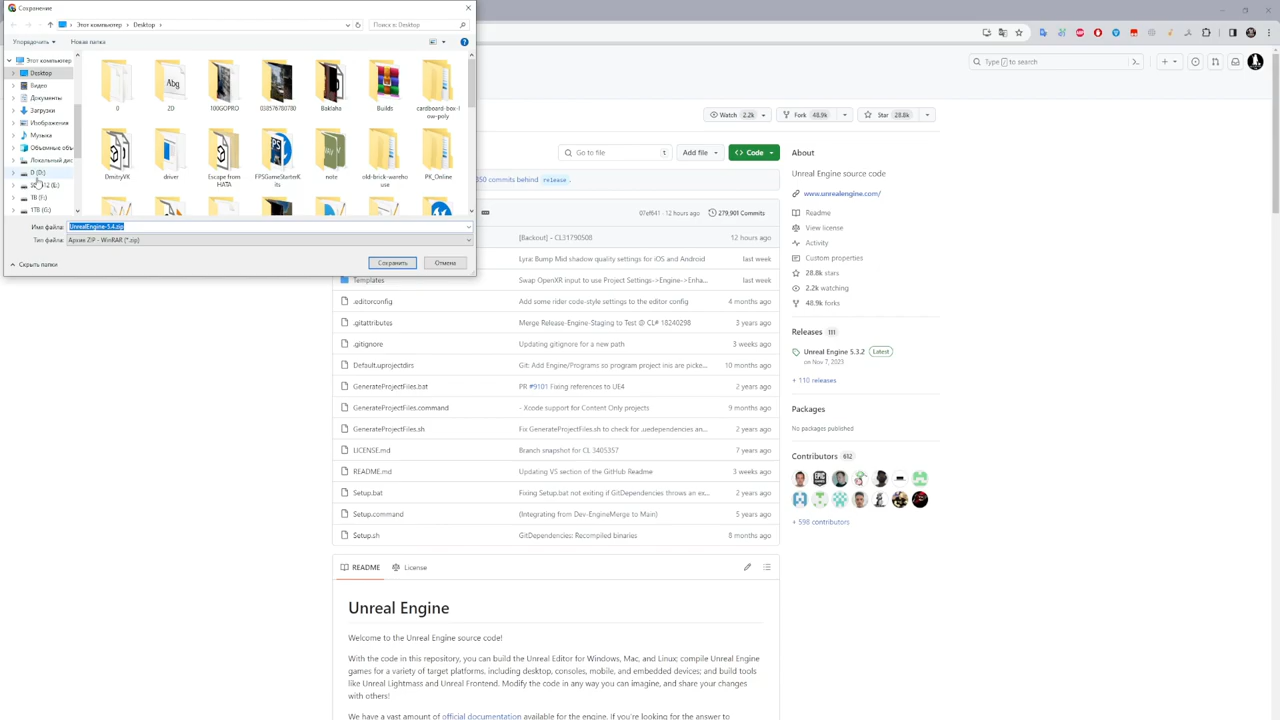 Сохранение
Этот компьютер > Desktop >
Поиск в: Desktop
Упорядочить
Новая папка
Этот компьютер
Desktop
Видео
Документы
Загрузки
Изображения
Музыка
Объемные объ
Локальный дис
D (D:)
1B (F:)
1TB (G:)
0
2D
100GOPRO
038576780700
Baklaha
Builds
cardboard-box-l
ow-poly
DmitryVK
driver
Escape from
HATA
FPSGameStarterK
its
note
old-brick-wareho
use
PK_Online
Имя файла:
UnrealEngine-5.4.zip
Тип файла:
Архив ZIP - WinRAR (*.zip)
Скрыть папки
Сохранить
Отмена
Type / to search
Watch 2.2k
Fork 48.9k
Star 28.8k
Go to file
t
Add file
<> Code
350 commits behind release .
07ef641 · 12 hours ago
279,901 Commits
[Backout] - CL31790508
12 hours ago
Lyra: Bump Mid shadow quality settings for iOS and Android
last week
Templates
Swap OpenXR input to use Project Settings->Engine->Enha...
last week
.editorconfig
Add some rider code-style settings to the editor config
4 months ago
.gitattributes
Merge Release-Engine-Staging to Test @ CL# 18240298
3 years ago
.gitignore
Updating gitignore for a new path
3 weeks ago
Default.uprojectdirs
Git: Add Engine/Programs so program project inis are picke...
10 months ago
GenerateProjectFiles.bat
PR #9101 Fixing references to UE4
2 years ago
GenerateProjectFiles.command
- Xcode support for Content Only projects
9 months ago
GenerateProjectFiles.sh
Fix GenerateProjectFiles.sh to check for .uedependencies an...
2 years ago
LICENSE.md
Branch snapshot for CL 3405357
7 years ago
README.md
Updating VS section of the GitHub Readme
3 weeks ago
Setup.bat
Fixing Setup.bat not exiting if GitDependencies throws an ex...
2 years ago
Setup.command
(Integrating from Dev-EngineMerge to Main)
5 years ago
Setup.sh
GitDependencies: Recompiled binaries
8 months ago
README
License
Unreal Engine
Welcome to the Unreal Engine source code!
With the code in this repository, you can build the Unreal Editor for Windows, Mac, and Linux; compile Unreal Engine
games for a variety of target platforms, including desktop, consoles, mobile, and embedded devices; and build tools
like Unreal Lightmass and Unreal Frontend. Modify the code in any way you can imagine, and share your changes
with others!
We have a vast amount of official documentation available for the engine. If you're looking for the answer to
About
Unreal Engine source code
www.unrealengine.com/
Readme
View license
Activity
Custom properties
28.8k stars
2.2k watching
48.9k forks
Releases 111
Unreal Engine 5.3.2 Latest
on Nov 7, 2023
+ 110 releases
Packages
No packages published
Contributors 612
+ 598 contributors